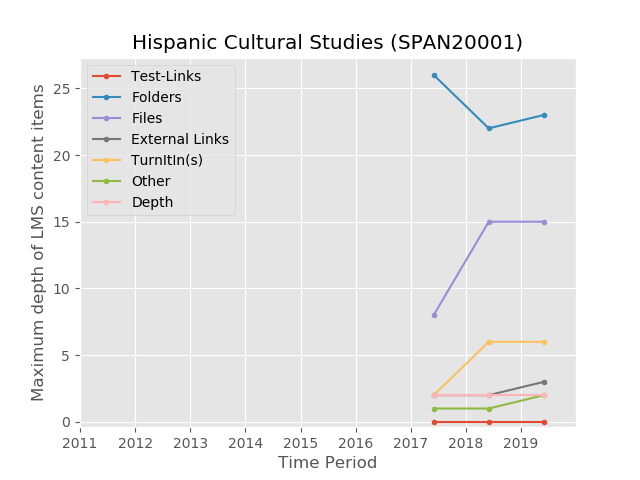 Hispanic Cultural Studies (SPAN20001)
Test-Links
Folders
Files
External Links
TurnItIn(s)
Other
Depth
Maximum depth of LMS content items
25
20
15
10
5
0
2011 2012 2013 2014 2015 2016 2017 2018 2019
Time Period